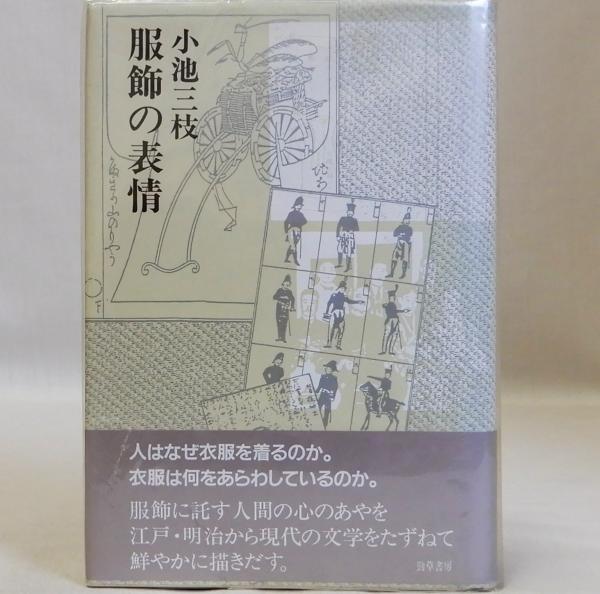 小池三枝
服飾の表情
人はなぜ衣服を着るのか。
衣服は何をあらわしているのか。
服飾に託す人間の心のあやを
江戸・明治から現代の文学をたずねて
鮮やかに描きだす。
勁草書房